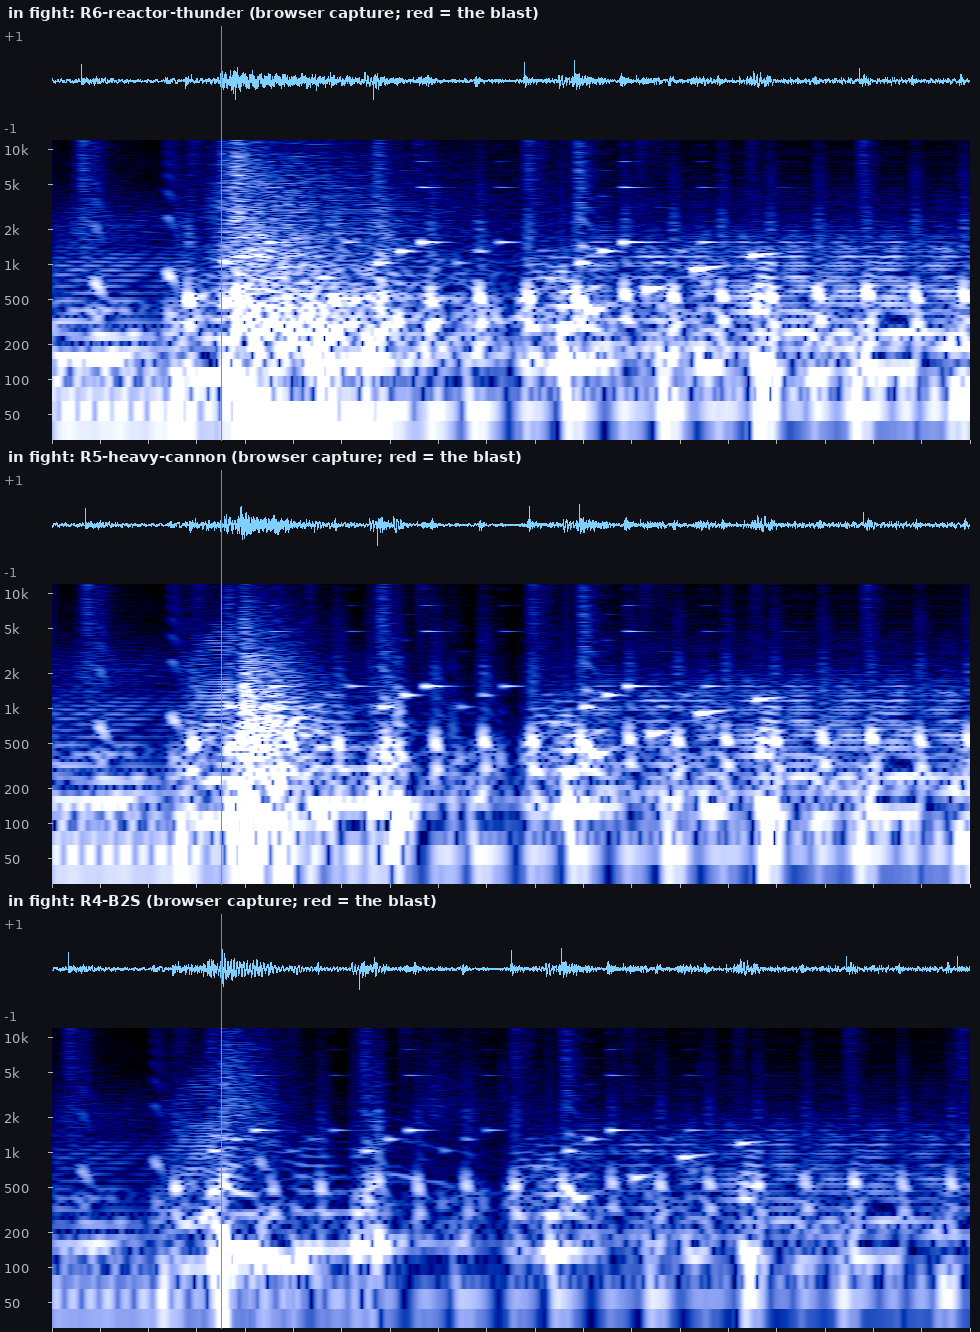 in fight: R6-reactor-thunder (browser capture; red = the blast)
+1
-1
10k
5k
2k
1k
500
200
100
50
in fight: R5-heavy-cannon (browser capture; red = the blast)
+1
-1
10k
5k
2k
1k
500
200
100
50
in fight: R4-B2S (browser capture; red = the blast)
+1
-1
10k
5k
2k
1k
500
200
100
50